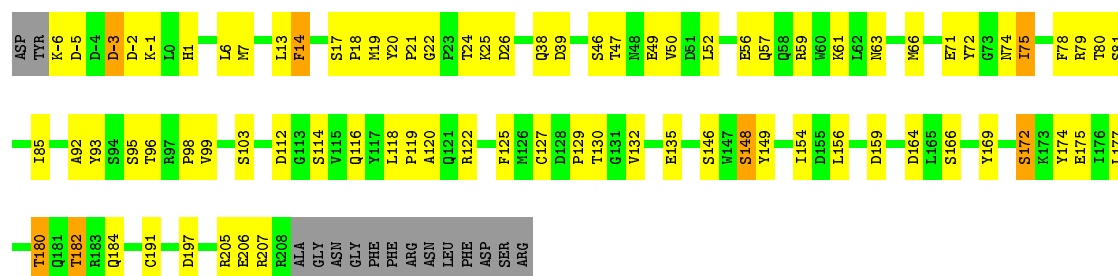 ASP TYR K-6 D-5 D-4 D-3 D-2 K-1 L0 H1 L6 M7 L13 F14 S17 P18 M19 Y20 P21 G22 P23 T24 K25 D26 Q38 D39 S46 T47 N48 E49 V50 D51 L52 E56 Q57 Q58 R59 W60 K61 L62 N63 M66 E71 Y72 G73 N74 I75 F78 R79 T80 S81
I85 A92 Y93 S94 S95 T96 R97 P98 V99 S103 D112 G113 S114 V115 Q116 Y117 L118 P119 A120 Q121 R122 F125 M126 C127 D128 P129 T130 G131 V132 E135 S146 W147 S148 Y149 I154 D155 L156 D159 D164 L165 S166 Y169 S172 K173 Y174 E175 I176 L177
T180 Q181 T182 R183 Q184 C191 D197 R205 E206 R207 R208 ALA GLY ASN GLY PHE PHE ARG ASN LEU PHE ASP SER ARG